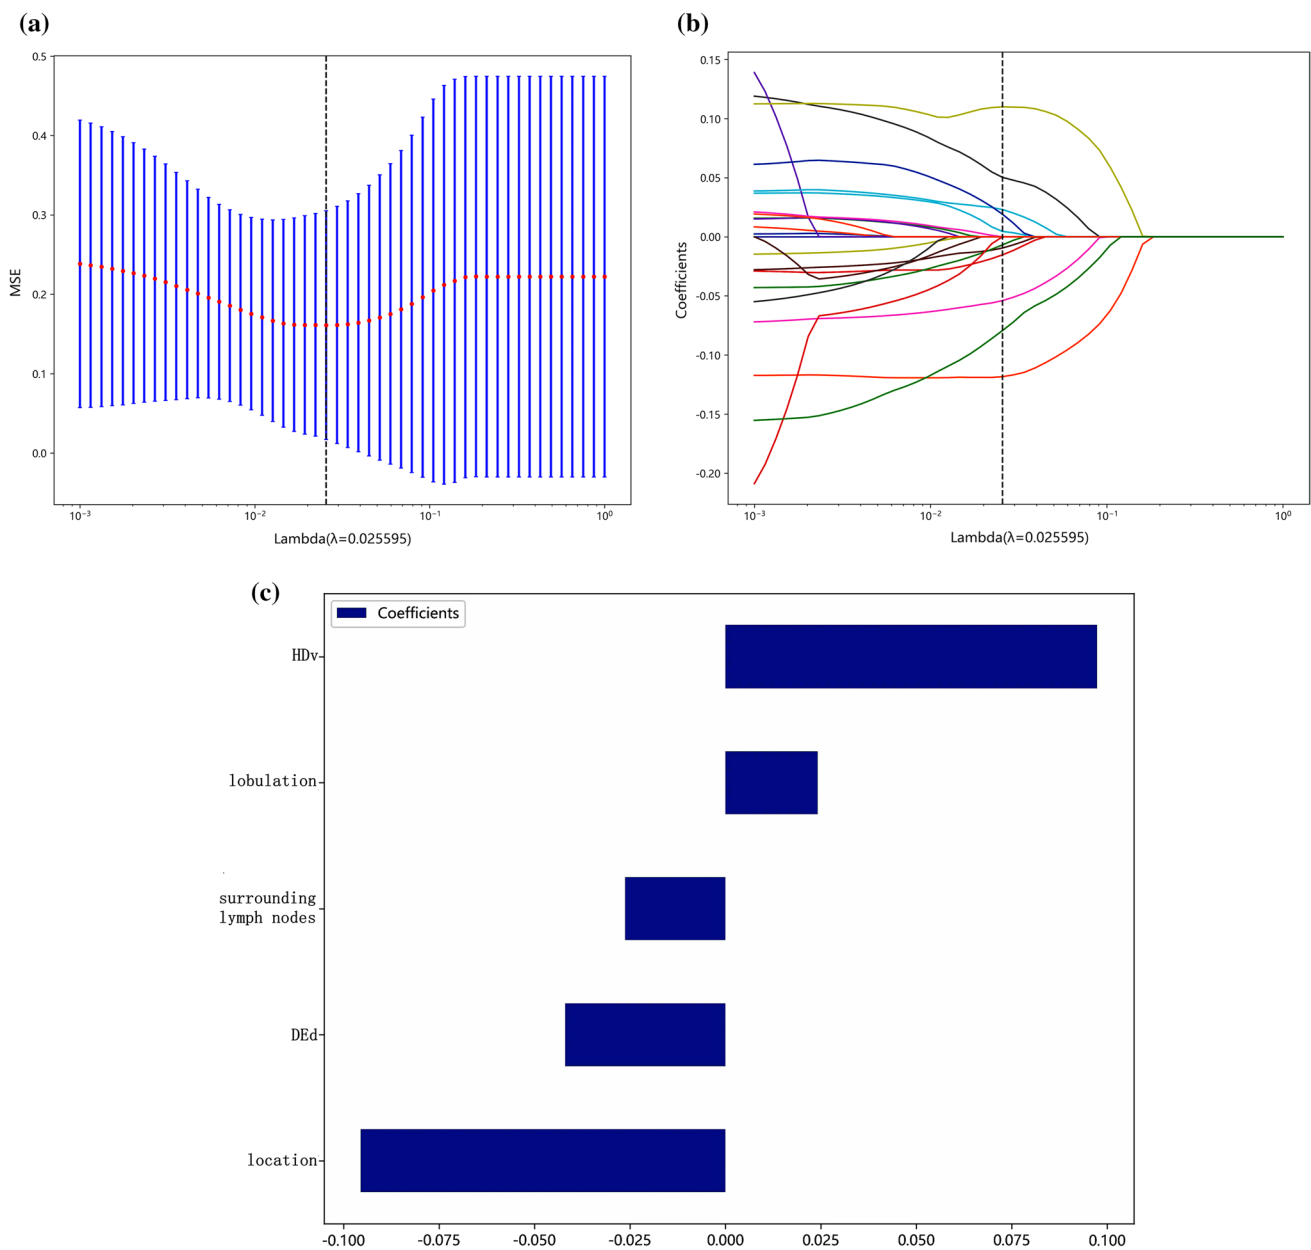 (a)
0.5
0.4
0.3
0.2
0.1
0.0
MSE
10⁻³
10⁻²
10⁻¹
10⁰
Lambda(λ=0.025595)
(b)
0.15
0.10
0.05
0.00
-0.05
-0.10
-0.15
-0.20
Coefficients
10⁻³
10⁻²
10⁻¹
10⁰
Lambda(λ=0.025595)
(c)
Coefficients
HDv
lobulation
surrounding
lymph nodes
DEd
location
-0.100
-0.075
-0.050
-0.025
0.000
0.025
0.050
0.075
0.100